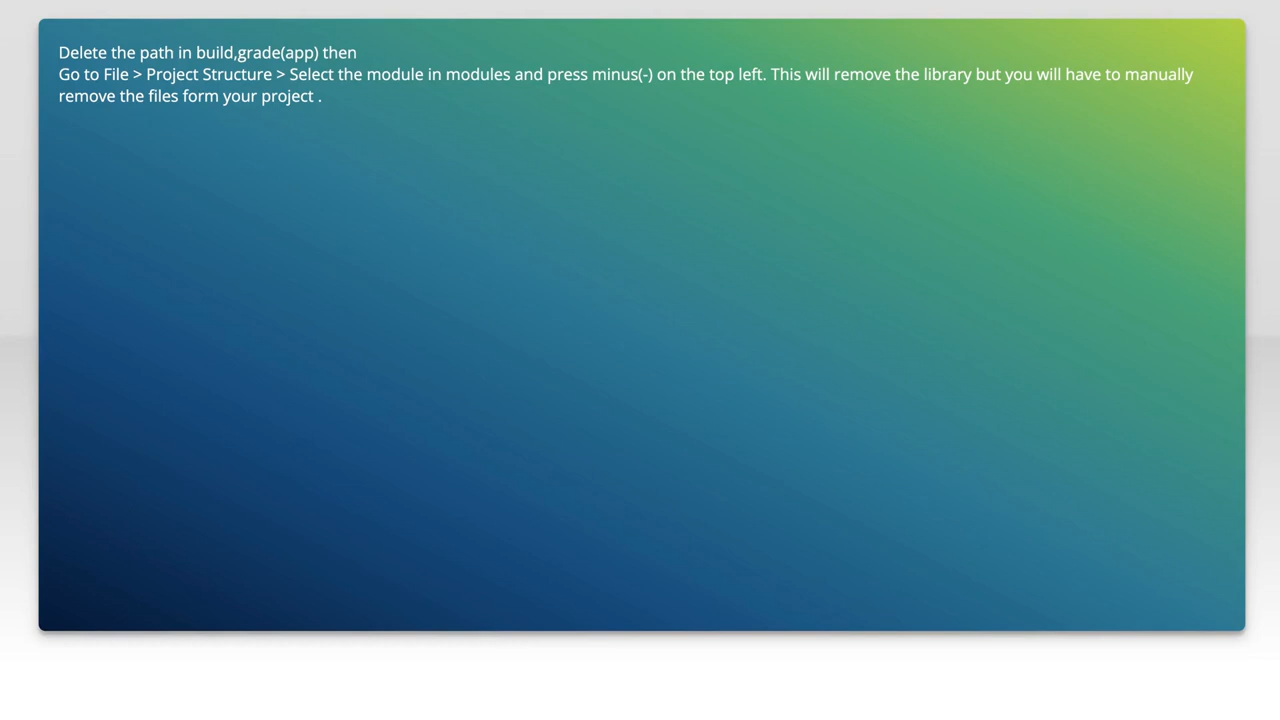 Delete the path in build,grade(app) then
Go to File > Project Structure > Select the module in modules and press minus(-) on the top left. This will remove the library but you will have to manually
remove the files form your project .